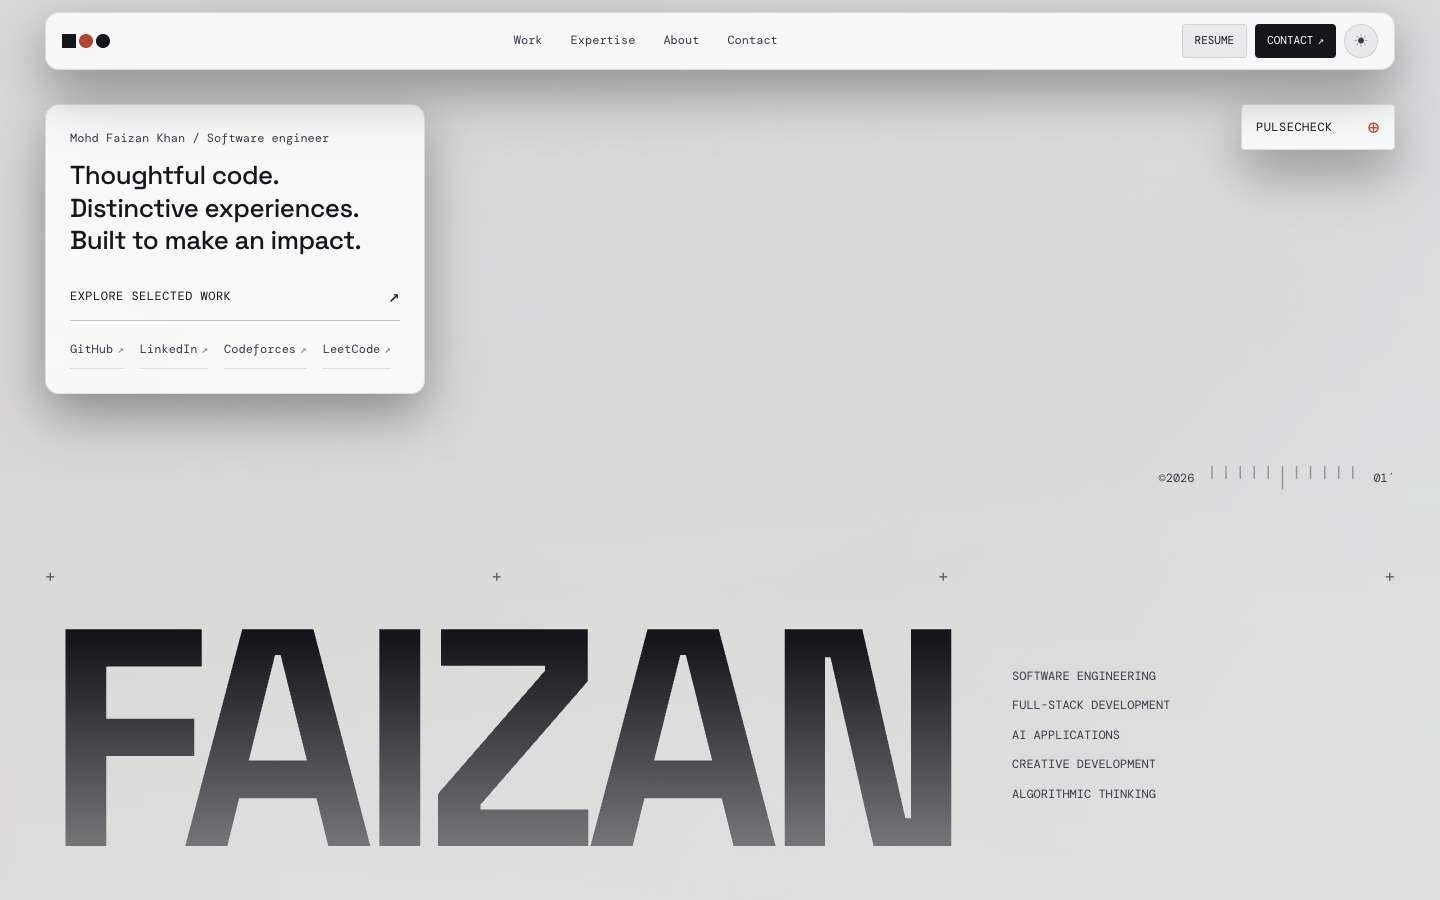 Work Expertise About Contact
RESUME CONTACT ↗
Mohd Faizan Khan / Software engineer
Thoughtful code.
Distinctive experiences.
Built to make an impact.
EXPLORE SELECTED WORK ↗
GitHub ↗ LinkedIn ↗ Codeforces ↗ LeetCode ↗
PULSECHECK ⊕
©2026 01′
+ + + +
FAIZAN
SOFTWARE ENGINEERING
FULL-STACK DEVELOPMENT
AI APPLICATIONS
CREATIVE DEVELOPMENT
ALGORITHMIC THINKING